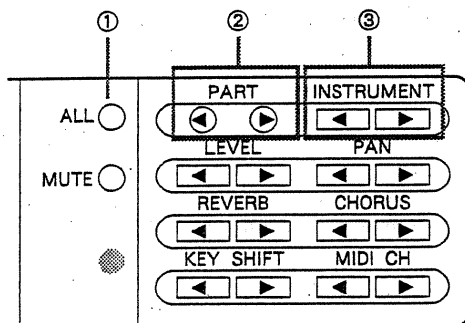 ① ② ③
PART INSTRUMENT
ALL
LEVEL PAN
MUTE
REVERB CHORUS
KEY SHIFT MIDI CH